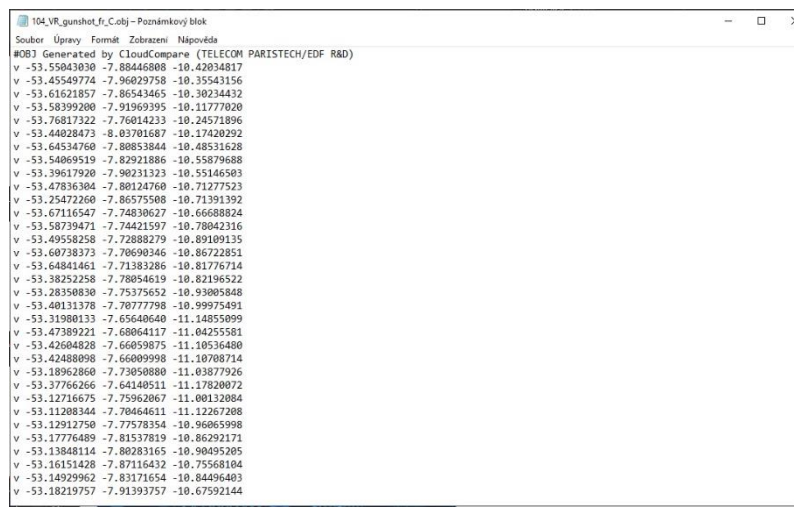 104_VR_gunshot_fr_C.obj – Poznámkový blok
Soubor Úpravy Formát Zobrazení Nápověda
#OBJ Generated by CloudCompare (TELECOM PARISTECH/EDF R&D)
v -53.55043030 -7.88446808 -10.42034817
v -53.45549774 -7.96029758 -10.35543156
v -53.61621857 -7.86543465 -10.30234432
v -53.58399200 -7.91969395 -10.11777020
v -53.76817322 -7.76014233 -10.24571896
v -53.44028473 -8.03701687 -10.17420292
v -53.64534760 -7.80853844 -10.48531628
v -53.54069519 -7.82921886 -10.55879688
v -53.39617920 -7.90231323 -10.55146503
v -53.47836304 -7.80124760 -10.71277523
v -53.25472260 -7.86575508 -10.71391392
v -53.67116547 -7.74830627 -10.66688824
v -53.58739471 -7.74421597 -10.78042316
v -53.49558258 -7.72888279 -10.89109135
v -53.60738373 -7.70690346 -10.86722851
v -53.64841461 -7.71383286 -10.81776714
v -53.38252258 -7.78054619 -10.82196522
v -53.28350830 -7.75375652 -10.93005848
v -53.40131378 -7.70777798 -10.99975491
v -53.31980133 -7.65640640 -11.14855099
v -53.47389221 -7.68064117 -11.04255581
v -53.42604828 -7.66059875 -11.10536480
v -53.42488098 -7.66009998 -11.10708714
v -53.18962860 -7.73050880 -11.03877926
v -53.37766266 -7.64140511 -11.17820072
v -53.12716675 -7.75962067 -11.00132084
v -53.11208344 -7.70464611 -11.12267208
v -53.12912750 -7.77578354 -10.96065998
v -53.17776489 -7.81537819 -10.86292171
v -53.13848114 -7.80283165 -10.90495205
v -53.16151428 -7.87116432 -10.75568104
v -53.14929962 -7.83171654 -10.84496403
v -53.18219757 -7.91393757 -10.67592144